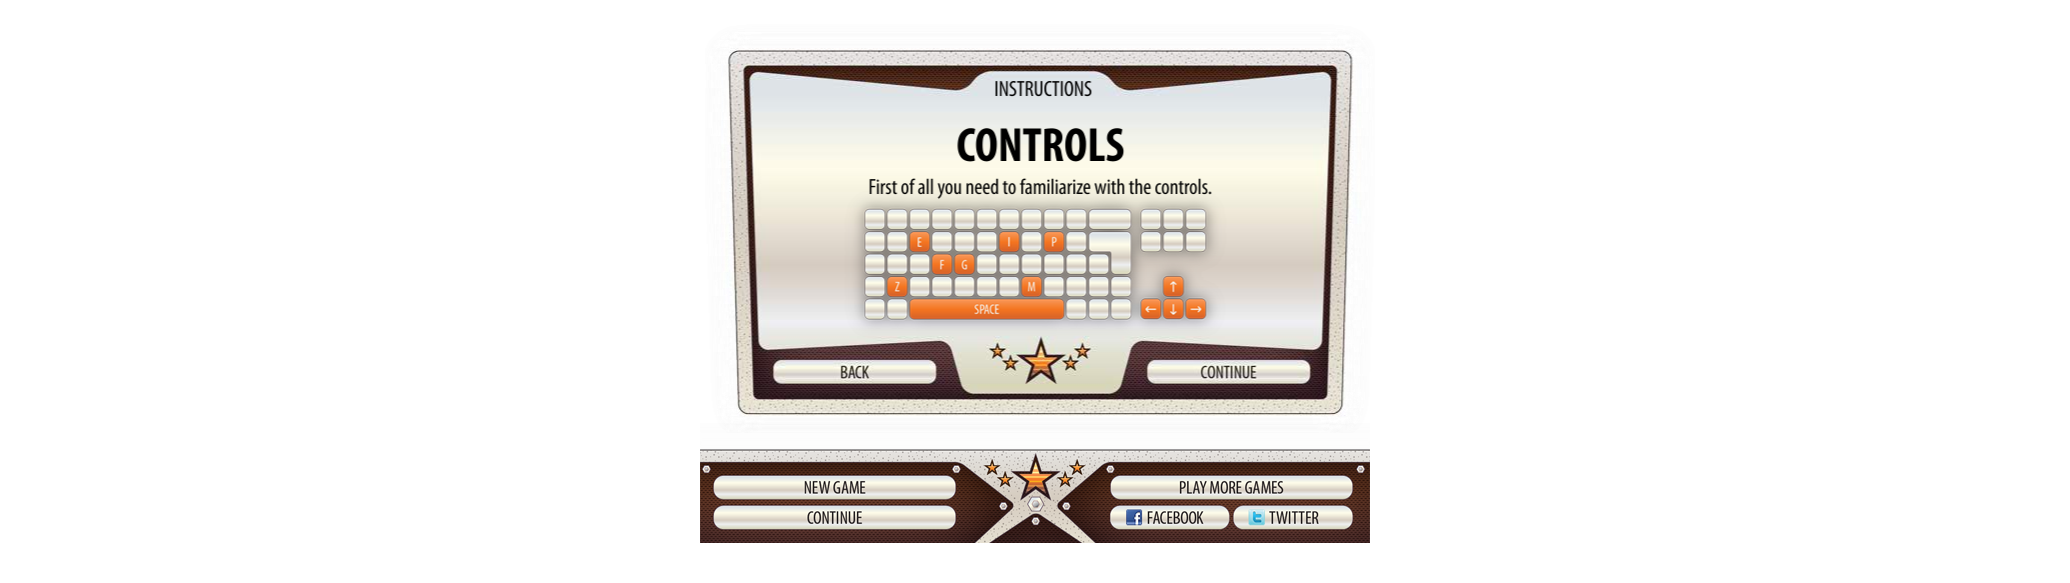 INSTRUCTIONS
CONTROLS
First of all you need to familiarize with the controls.
E I P
F G
Z M ↑
SPACE ← ↓ →
BACK CONTINUE
NEW GAME PLAY MORE GAMES
CONTINUE FACEBOOK TWITTER